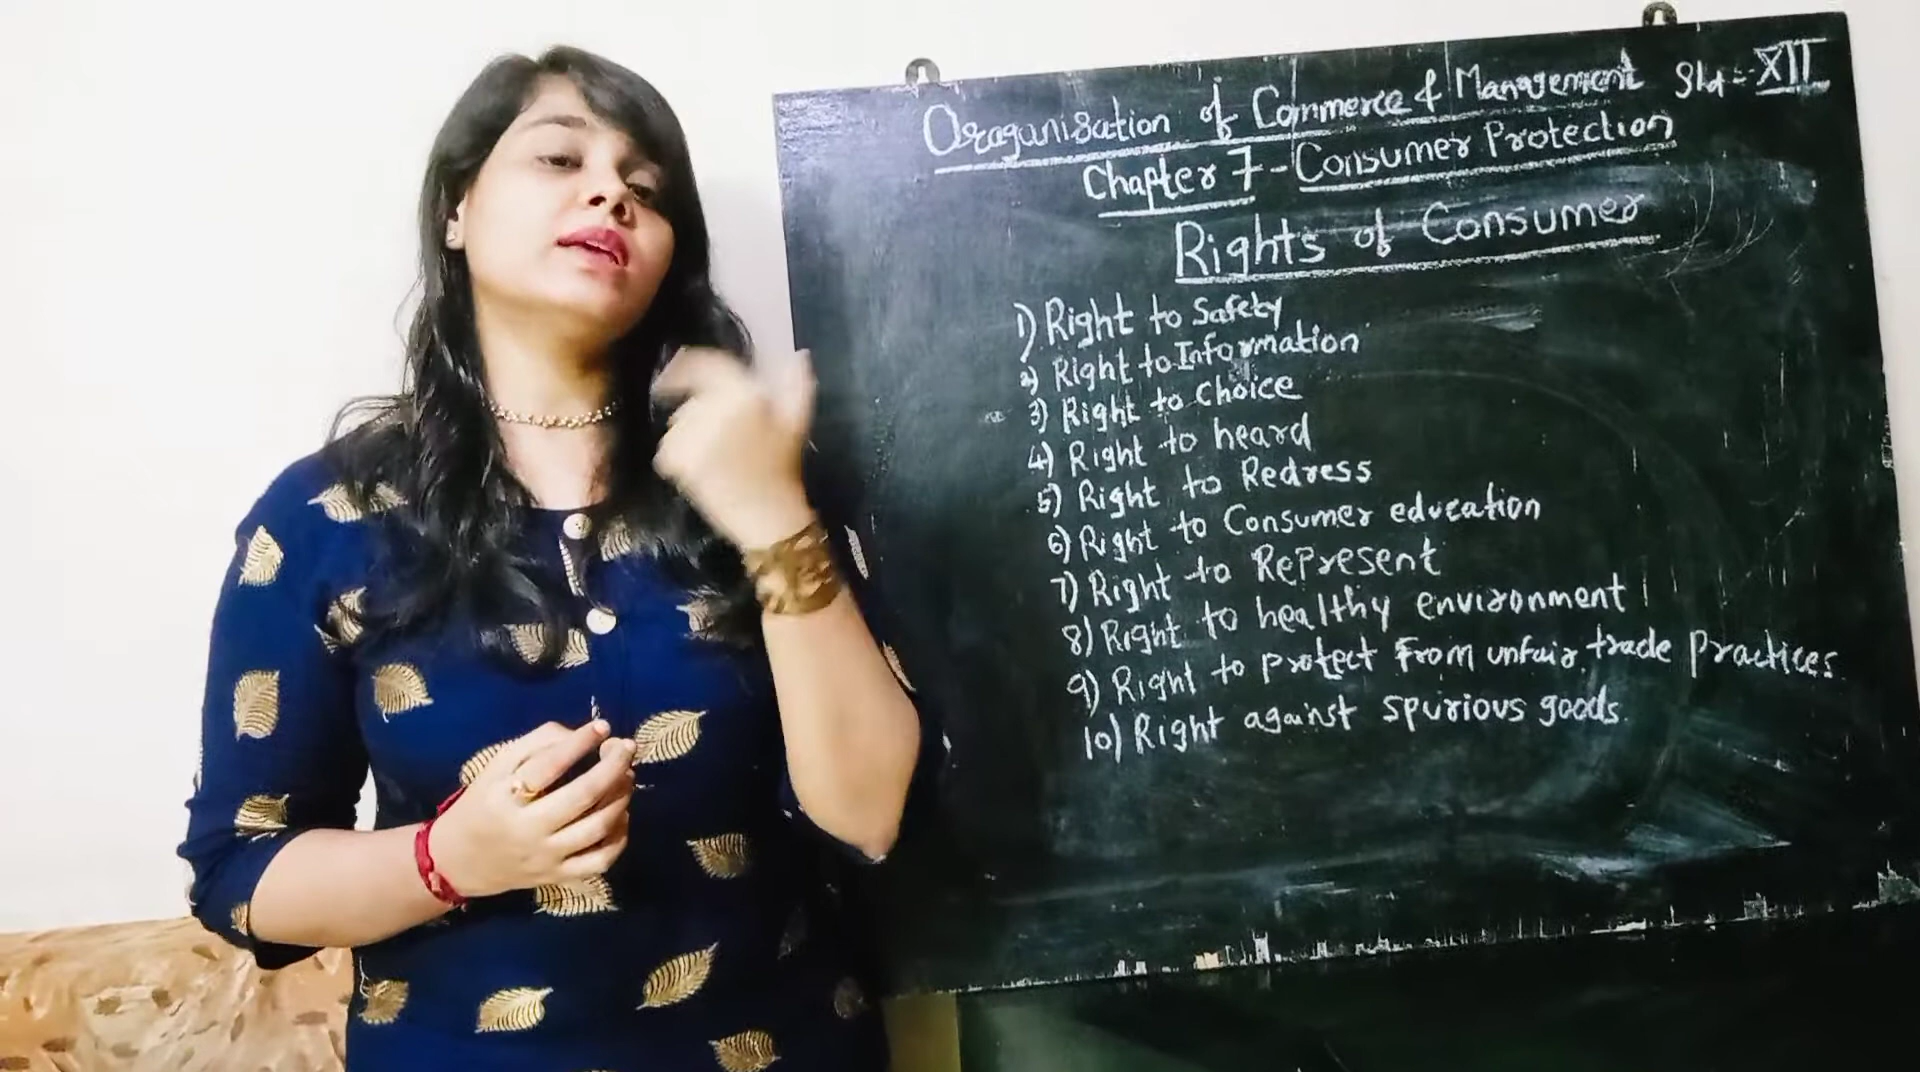 Oraganisation of Commerce & Management Std :- XII
Chapter 7 - Consumer Protection
Rights of Consumer
1) Right to Safety
2) Right to Information
3) Right to Choice
4) Right to heard
5) Right to Redress
6) Right to Consumer education
7) Right to Represent
8) Right to healthy environment
9) Right to protect from unfair trade practices
10) Right against spurious goods.